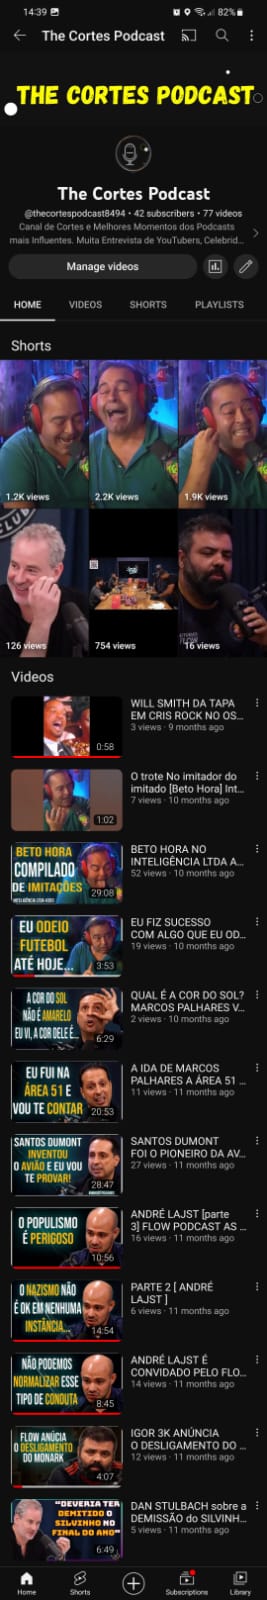 14:39
82%
The Cortes Podcast
THE CORTES PODCAST
The Cortes Podcast
@thecortespodcast8494 • 42 subscribers • 77 videos
Canal de Cortes e Melhores Momentos dos Podcasts
mais Influentes. Muita Entrevista de YouTubers, Celebrid...
Manage videos
HOME VIDEOS SHORTS PLAYLISTS
Shorts
1.2K views
2.2K views
1.9K views
CLUB
126 views
754 views
16 views
Videos
0:58
WILL SMITH DA TAPA
EM CRIS ROCK NO OS...
3 views · 9 months ago
1:02
O trote No imitador do
imitado [Beto Hora] Int...
7 views · 10 months ago
BETO HORA
COMPILADO
DE IMITAÇÕES
29:08
BETO HORA NO
INTELIGÊNCIA LTDA A...
52 views · 10 months ago
EU ODEIO
FUTEBOL
ATÉ HOJE...
3:53
EU FIZ SUCESSO
COM ALGO QUE EU OD...
19 views · 10 months ago
A COR DO SOL
NÃO É AMARELO
EU VI, A COR DELE É...
6:29
QUAL É A COR DO SOL?
MARCOS PALHARES V...
2 views · 10 months ago
EU FUI NA
ÁREA 51 E
VOU TE CONTAR
20:53
A IDA DE MARCOS
PALHARES A ÁREA 51 ...
11 views · 11 months ago
SANTOS DUMONT
INVENTOU
O AVIÃO E EU VOU
TE PROVAR!
28:47
SANTOS DUMONT
FOI O PIONEIRO DA AV...
27 views · 11 months ago
O POPULISMO
É PERIGOSO
10:56
ANDRÉ LAJST [parte
3] FLOW PODCAST AS ...
16 views · 11 months ago
O NAZISMO NÃO
É OK EM NENHUMA
INSTÂNCIA...
14:54
PARTE 2 [ ANDRÉ
LAJST ]
6 views · 11 months ago
NÃO PODEMOS
NORMALIZAR ESSE
TIPO DE CONDUTA
8:45
ANDRÉ LAJST É
CONVIDADO PELO FLO...
14 views · 11 months ago
FLOW ANÚCIA
O DESLIGAMENTO
DO MONARK
4:07
IGOR 3K ANÚNCIA
O DESLIGAMENTO DO ...
12 views · 11 months ago
"DEVERIA TER
DEMITIDO O
SILVINHO NO
FINAL DO ANO"
6:49
DAN STULBACH sobre a
DEMISSÃO do SILVINH...
5 views · 11 months ago
Home Shorts Subscriptions Library